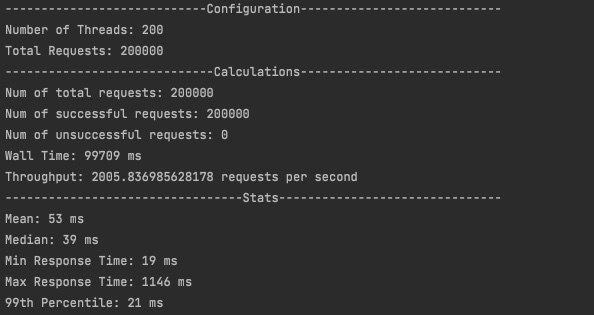 ----------------------------Configuration----------------------------
Number of Threads: 200
Total Requests: 200000
-----------------------------Calculations----------------------------
Num of total requests: 200000
Num of successful requests: 200000
Num of unsuccessful requests: 0
Wall Time: 99709 ms
Throughput: 2005.836985628178 requests per second
---------------------------------Stats-------------------------------
Mean: 53 ms
Median: 39 ms
Min Response Time: 19 ms
Max Response Time: 1146 ms
99th Percentile: 21 ms